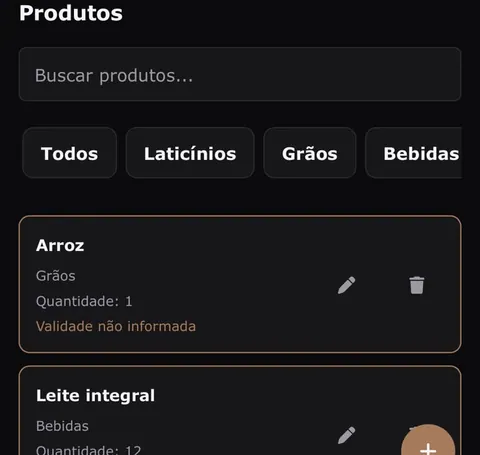 Produtos
Buscar produtos...
Todos Laticínios Grãos Bebidas
Arroz
Grãos
Quantidade: 1
Validade não informada
Leite integral
Bebidas
Quantidade: 12
+